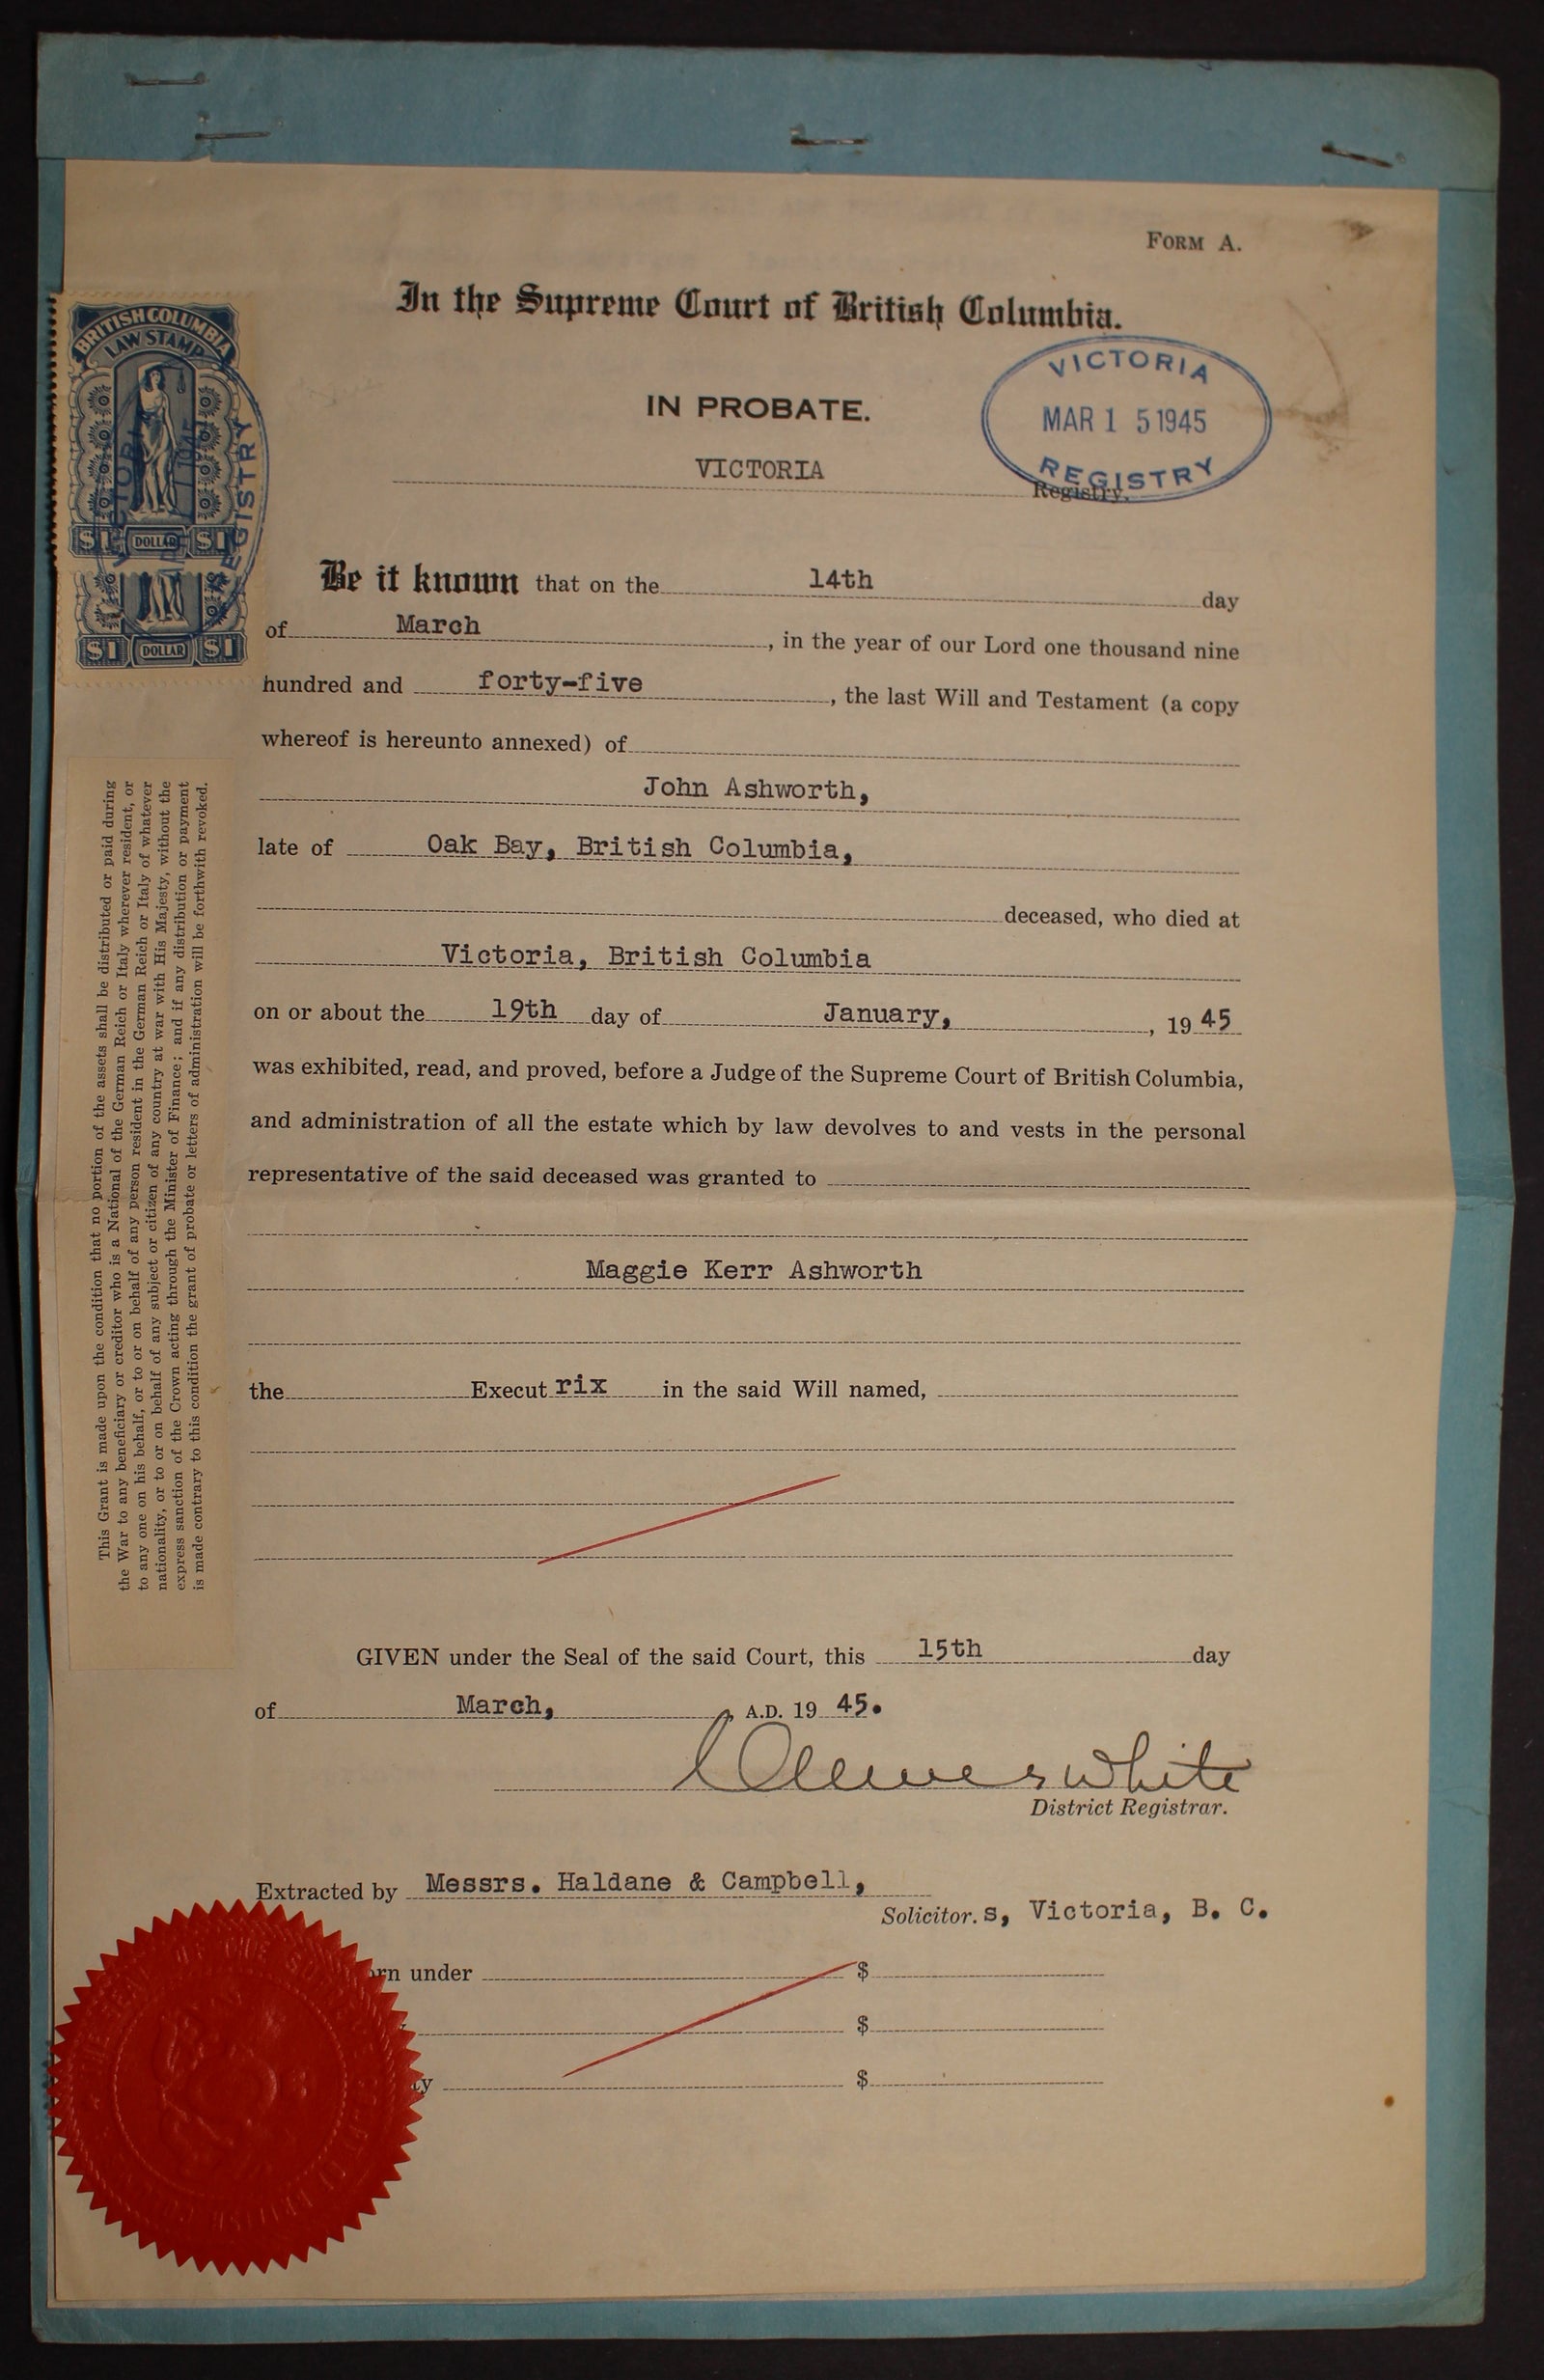 FORM A.
In the Supreme Court of British Columbia.
IN PROBATE.
VICTORIA
Registry.
VICTORIA
MAR 15 1945
REGISTRY
BRITISH COLUMBIA
LAW STAMP
$1 DOLLAR $1
$1 DOLLAR $1
REGISTRY
Be it known that on the 14th day
of March, in the year of our Lord one thousand nine
hundred and forty-five, the last Will and Testament (a copy
whereof is hereunto annexed) of
John Ashworth,
late of Oak Bay, British Columbia,
deceased, who died at
Victoria, British Columbia
on or about the 19th day of January, , 19 45
was exhibited, read, and proved, before a Judge of the Supreme Court of British Columbia,
and administration of all the estate which by law devolves to and vests in the personal
representative of the said deceased was granted to
Maggie Kerr Ashworth
the Execut rix in the said Will named,
GIVEN under the Seal of the said Court, this 15th day
of March, , A.D. 19 45.
White
District Registrar.
Extracted by Messrs. Haldane & Campbell,
Solicitor.s, Victoria, B. C.
under $
$
$
This Grant is made upon the condition that no portion of the assets shall be distributed or paid during
the War to any beneficiary or creditor who is a National of the German Reich or Italy wherever resident, or
to any one on his behalf, or to or on behalf of any person resident in the German Reich or Italy of whatever
nationality, or to or on behalf of any subject or citizen of any country at war with His Majesty, without the
express sanction of the Crown acting through the Minister of Finance; and if any distribution or payment
is made contrary to this condition the grant of probate or letters of administration will be forthwith revoked.